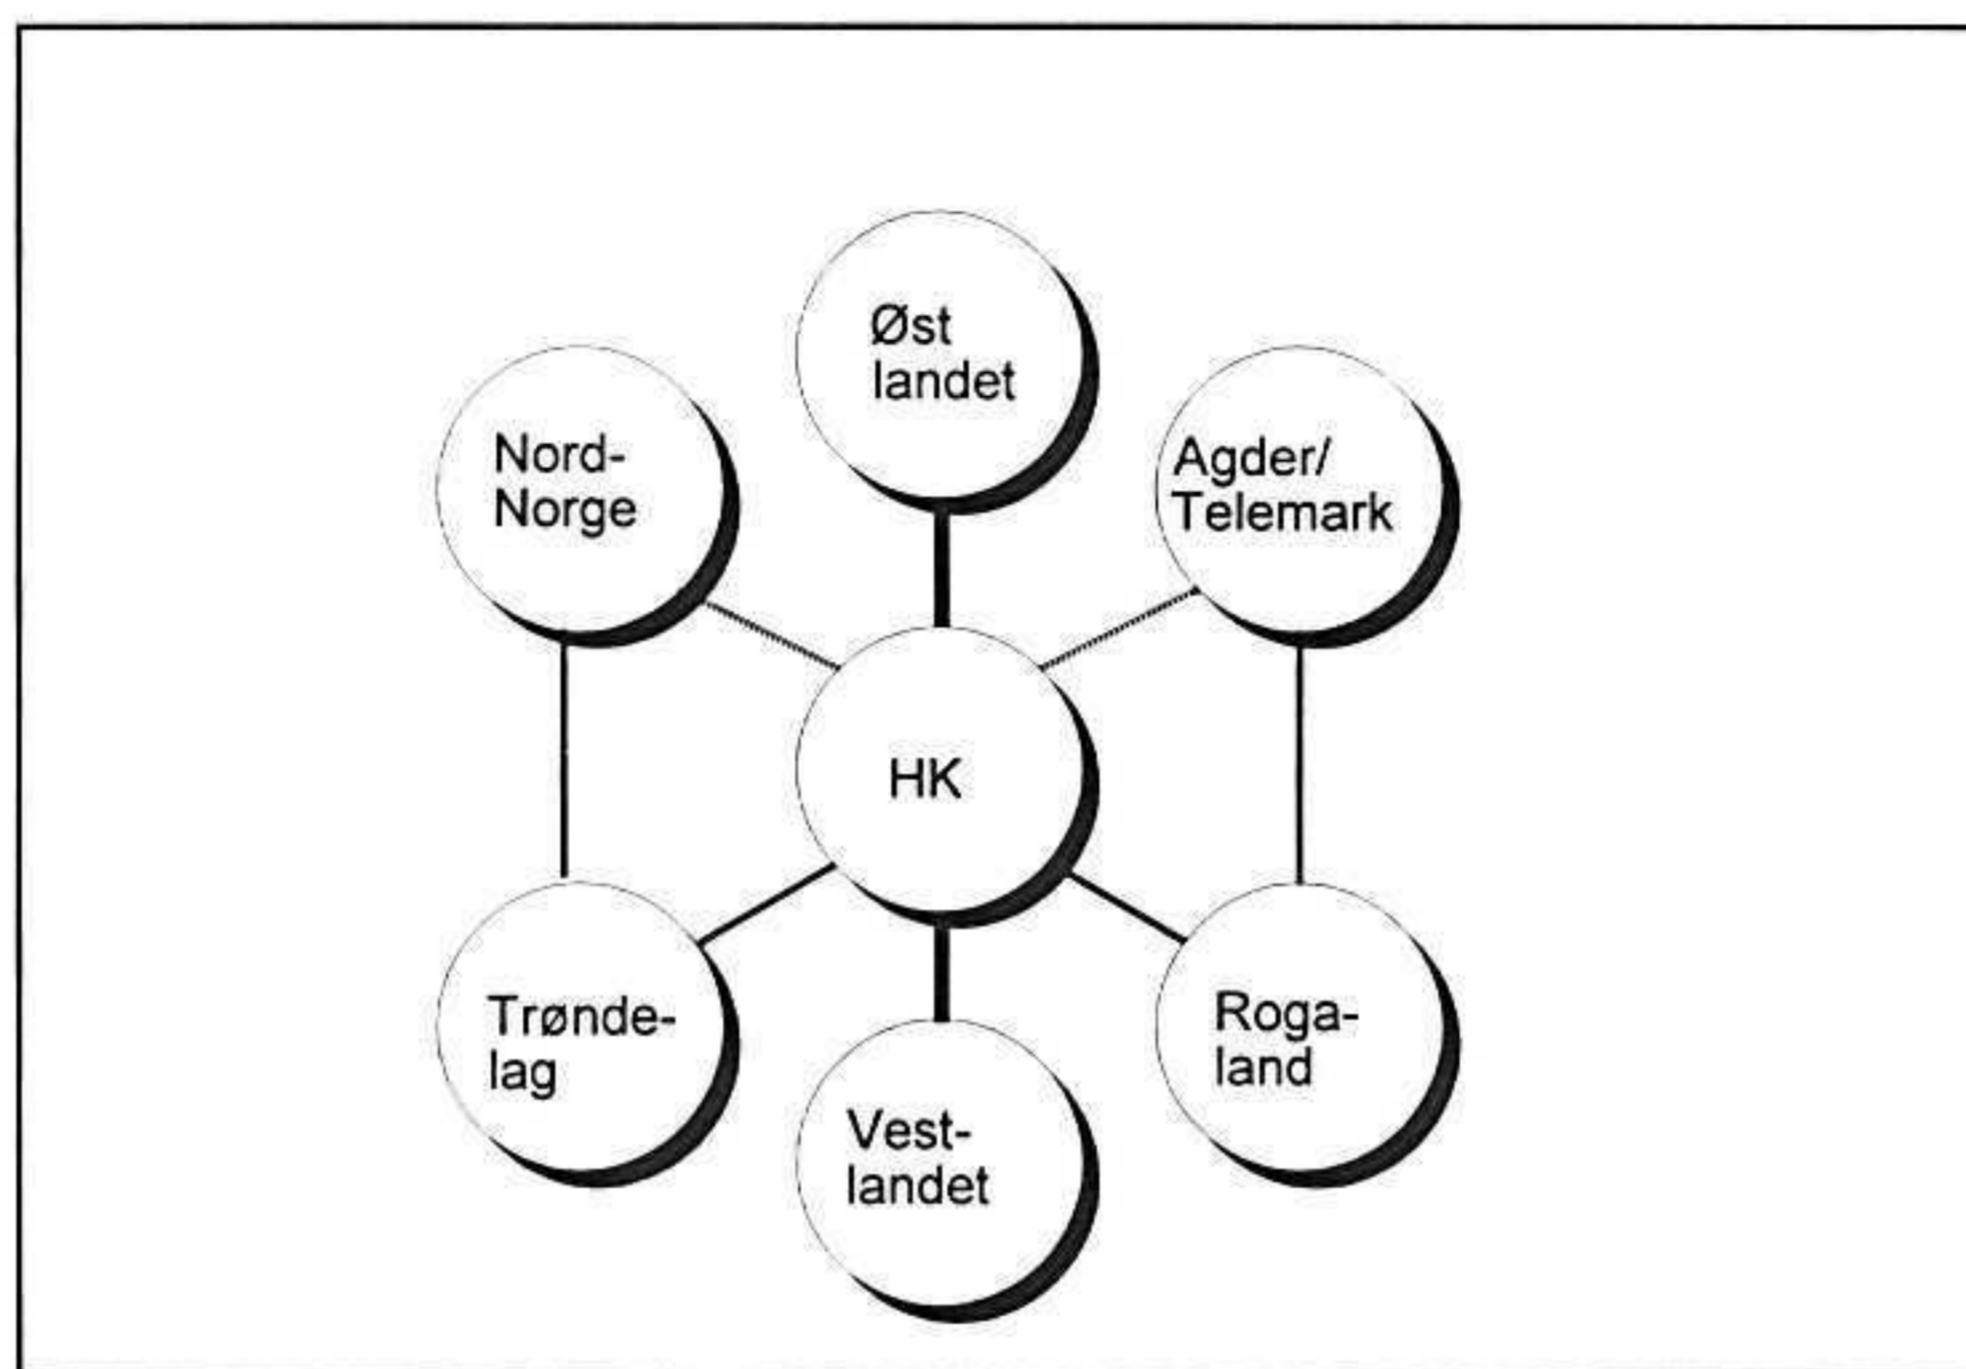 Øst
landet
Nord-
Norge
Agder/
Telemark
HK
Trønde-
lag
Roga-
land
Vest-
landet